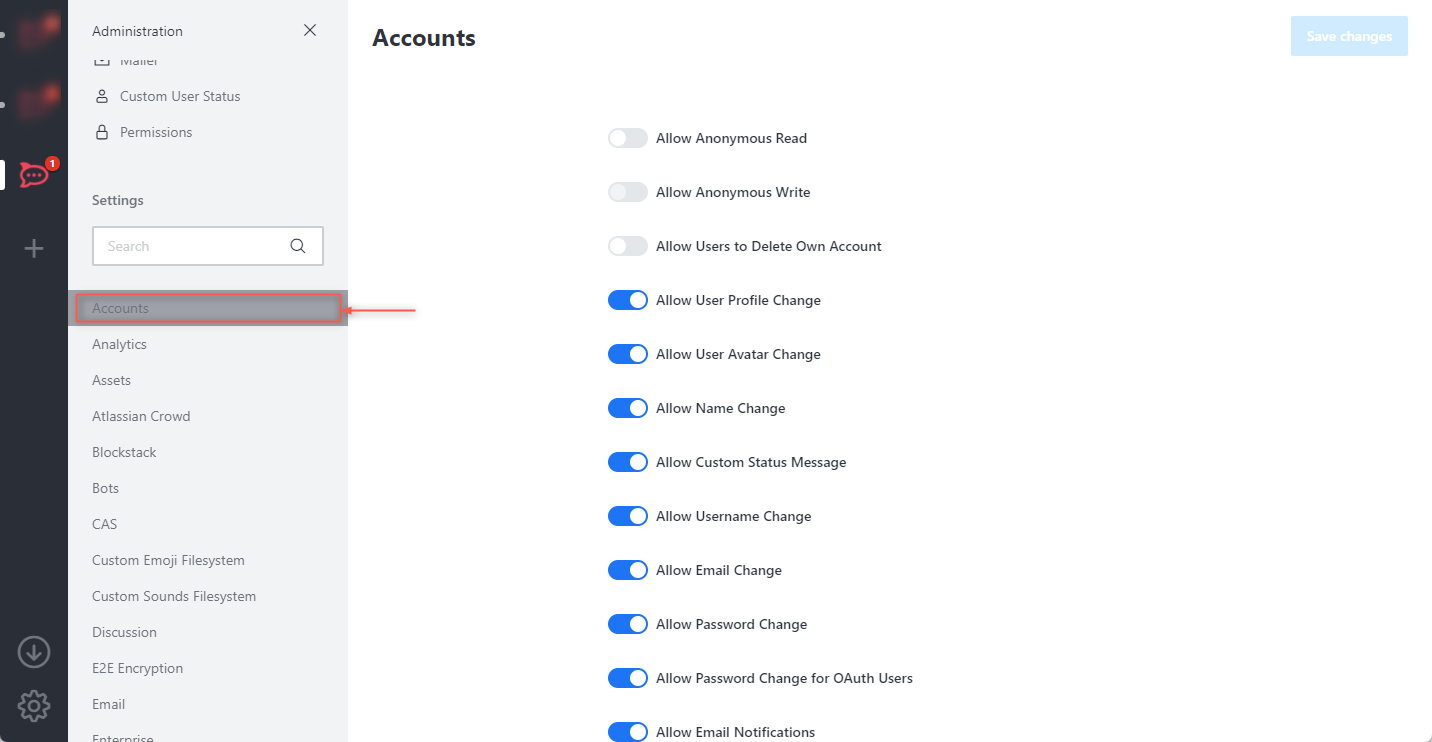 Administration
Mailer
Custom User Status
Permissions
1
Settings
Search
Accounts
Analytics
Assets
Atlassian Crowd
Blockstack
Bots
CAS
Custom Emoji Filesystem
Custom Sounds Filesystem
Discussion
E2E Encryption
Email
Enterprise
Accounts
Save changes
Allow Anonymous Read
Allow Anonymous Write
Allow Users to Delete Own Account
Allow User Profile Change
Allow User Avatar Change
Allow Name Change
Allow Custom Status Message
Allow Username Change
Allow Email Change
Allow Password Change
Allow Password Change for OAuth Users
Allow Email Notifications